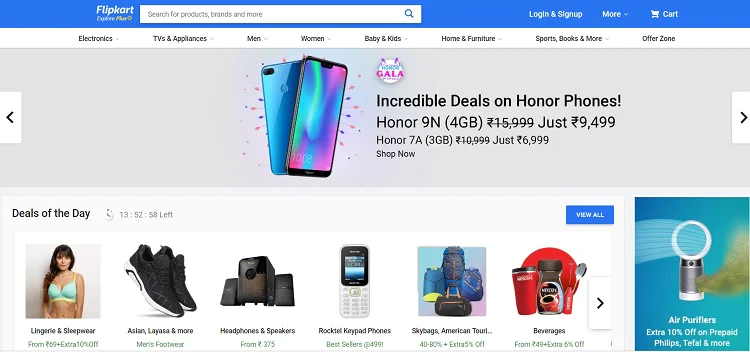 Flipkart
Explore Plus
Search for products, brands and more
Login & Signup
More
Cart
Electronics
TVs & Appliances
Men
Women
Baby & Kids
Home & Furniture
Sports, Books & More
Offer Zone
HONOR
GALA
Incredible Deals on Honor Phones!
Honor 9N (4GB) ₹15,999 Just ₹9,499
Honor 7A (3GB) ₹10,999 Just ₹6,999
Shop Now
Deals of the Day
13 : 52 : 58 Left
VIEW ALL
NESCAFÉ
Lingerie & Sleepwear
Asian, Layasa & more
Headphones & Speakers
Rocktel Keypad Phones
Skybags, American Touri...
Beverages
From ₹69+Extra10%Off
Men's Footwear
From ₹ 375
Best Sellers @499!
40-80% + Extra5% Off
From ₹49+Extra 6% Off
Air Purifiers
Extra 10% Off on Prepaid
Philips, Tefal & more